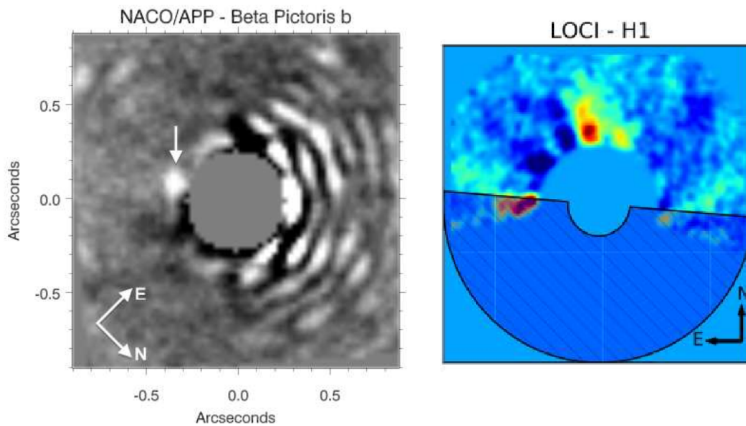 NACO/APP - Beta Pictoris b
Arcseconds
0.5
0.0
-0.5
E
N
-0.5
0.0
0.5
Arcseconds
LOCI - H1
N
E